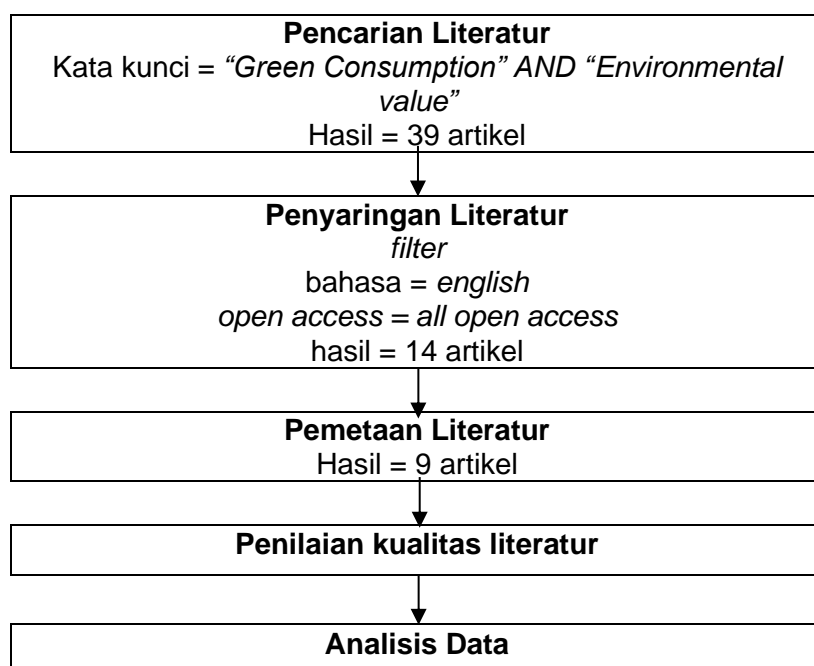 Pencarian Literatur
Kata kunci = “Green Consumption” AND “Environmental
value”
Hasil = 39 artikel
Penyaringan Literatur
filter
bahasa = english
open access = all open access
hasil = 14 artikel
Pemetaan Literatur
Hasil = 9 artikel
Penilaian kualitas literatur
Analisis Data